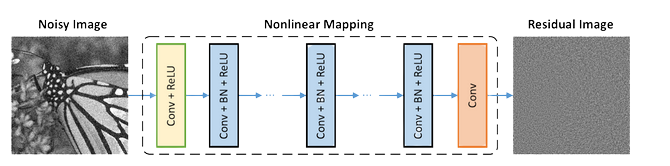 Noisy Image
Nonlinear Mapping
Residual Image
Conv + ReLU
Conv + BN + ReLU
...
Conv + BN + ReLU
...
Conv + BN + ReLU
Conv